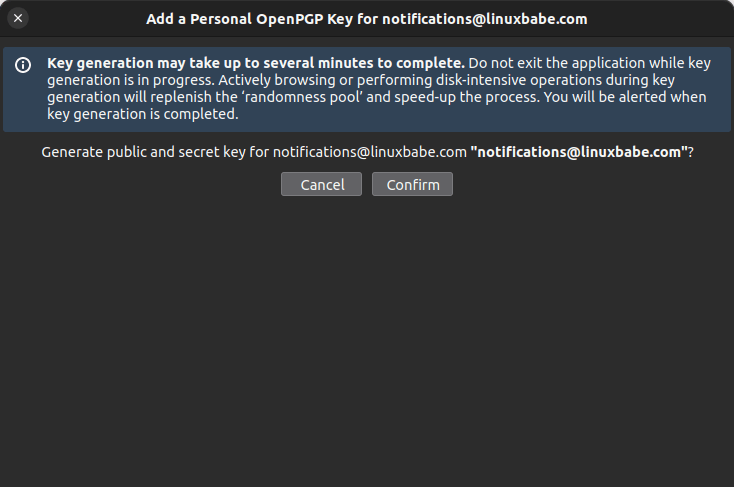 Add a Personal OpenPGP Key for notifications@linuxbabe.com
Key generation may take up to several minutes to complete. Do not exit the application while key
generation is in progress. Actively browsing or performing disk-intensive operations during key
generation will replenish the ‘randomness pool’ and speed-up the process. You will be alerted when
key generation is completed.
Generate public and secret key for notifications@linuxbabe.com "notifications@linuxbabe.com"?
Cancel Confirm